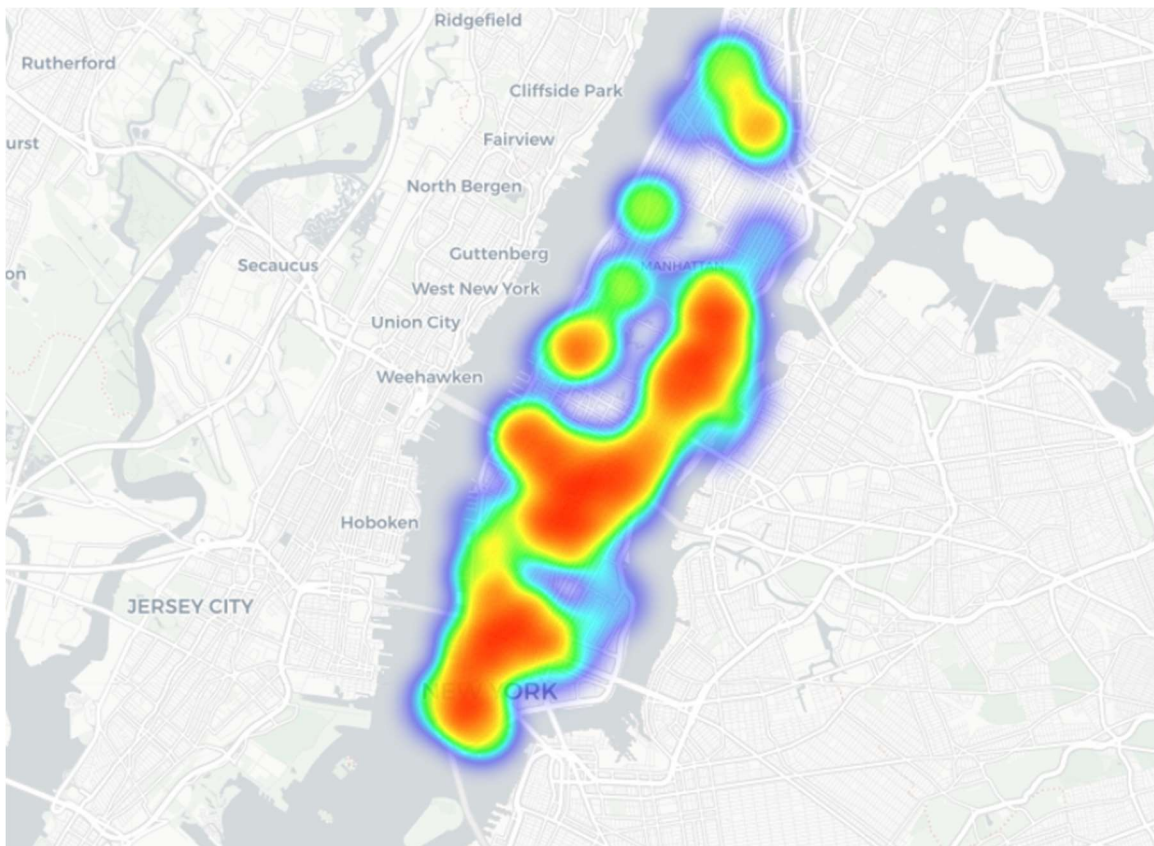 Ridgefield
Rutherford
Cliffside Park
urst
Fairview
North Bergen
Guttenberg
Secaucus
MANHATTAN
on
West New York
Union City
Weehawken
Hoboken
JERSEY CITY
NEW YORK